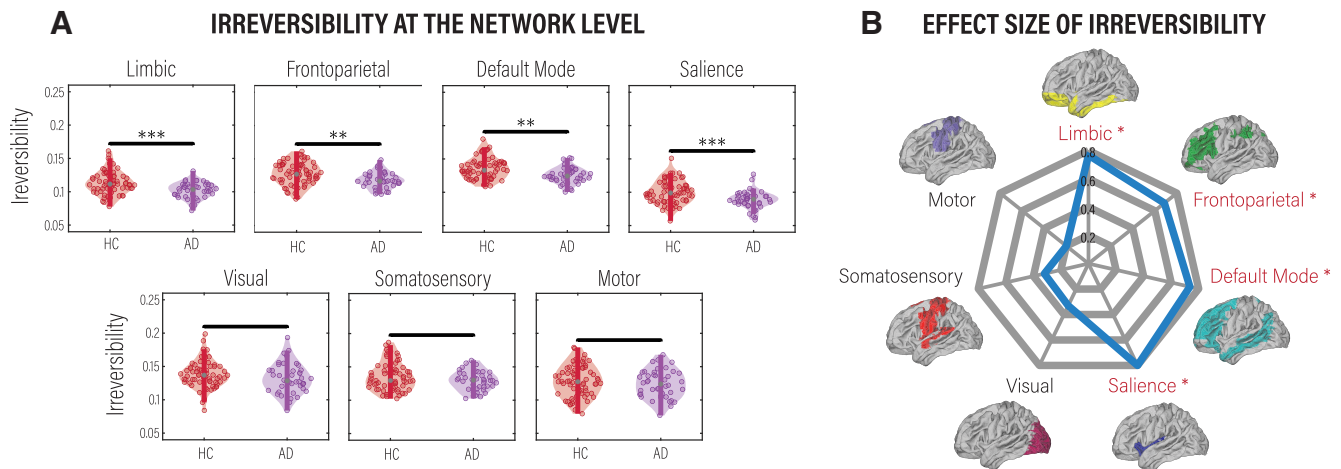 A IRREVERSIBILITY AT THE NETWORK LEVEL
Limbic Frontoparietal Default Mode Salience
Ireversibility
0.25
0.2
0.15
0.1
0.05
*** ** ** ***
HC AD HC AD HC AD HC AD
Visual Somatosensory Motor
Irreversibility
0.25
0.2
0.15
0.1
0.05
HC AD HC AD HC AD
B EFFECT SIZE OF IRREVERSIBILITY
Limbic *
Frontoparietal *
Default Mode *
Salience *
Visual
Somatosensory
Motor
0.8
0.6
0.4
0.2